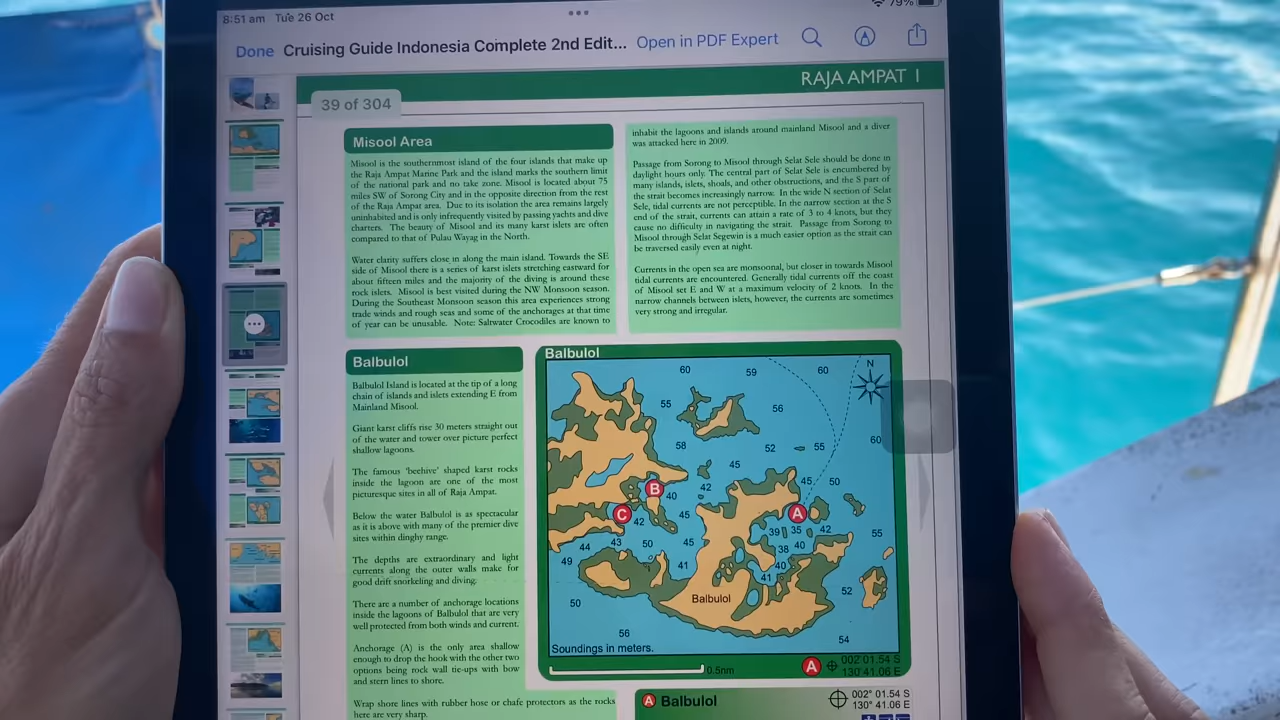 8:51 am Tue 26 Oct
79%
Done Cruising Guide Indonesia Complete 2nd Edit... Open in PDF Expert
RAJA AMPAT I
39 of 304
Misool Area
Misool is the southernmost island of the four islands that make up
the Raja Ampat Marine Park and the island marks the southern limit
of the national park and no take zone. Misool is located about 75
miles SW of Sorong City and in the opposite direction from the rest
of the Raja Ampat area. Due to its isolation the area remains largely
uninhabited and is only infrequently visited by passing yachts and dive
charters. The beauty of Misool and its many karst islets are often
compared to that of Pulau Wayag in the North.
Water clarity suffers close in along the main island. Towards the SE
side of Misool there is a series of karst islets stretching eastward for
about fifteen miles and the majority of the diving is around these
rock islets. Misool is best visited during the NW Monsoon season.
During the Southeast Monsoon season this area experiences strong
trade winds and rough seas and some of the anchorages at that time
of year can be unusable. Note: Saltwater Crocodiles are known to
inhabit the lagoons and islands around mainland Misool and a diver
was attacked here in 2009.
Passage from Sorong to Misool through Selat Sele should be done in
daylight hours only. The central part of Selat Sele is encumbered by
many islands, islets, shoals, and other obstructions, and the S part of
the strait becomes increasingly narrow. In the wide N section of Selat
Sele, tidal currents are not perceptible. In the narrow section at the S
end of the strait, currents can attain a rate of 3 to 4 knots, but they
cause no difficulty in navigating the strait. Passage from Sorong to
Misool through Selat Segewin is a much easier option as the strait can
be traversed easily even at night.
Currents in the open sea are monsoonal, but closer in towards Misool
tidal currents are encountered. Generally tidal currents off the coast
of Misool set E and W at a maximum velocity of 2 knots. In the
narrow channels between islets, however, the currents are sometimes
very strong and irregular.
Balbulol
Balbulol Island is located at the tip of a long
chain of islands and islets extending E from
Mainland Misool.
Giant karst cliffs rise 30 meters straight out
of the water and tower over picture perfect
shallow lagoons.
The famous 'beehive' shaped karst rocks
inside the lagoon are one of the most
picturesque sites in all of Raja Ampat.
Below the water Balbulol is as spectacular
as it is above with many of the premier dive
sites within dinghy range.
The depths are extraordinary and light
currents along the outer walls make for
good drift snorkeling and diving.
There are a number of anchorage locations
inside the lagoons of Balbulol that are very
well protected from both winds and current.
Anchorage (A) is the only area shallow
enough to drop the hook with the other two
options being rock wall tie-ups with bow
and stern lines to shore.
Wrap shore lines with rubber hose or chafe protectors as the rocks
here are very sharp.
Balbulol
60 59 60 N
55 56
58 52 55 60
45
B 40 42 45 50
C 42 45 A
39 35 42 55
44 43 50 45 38 40
49 41 40
41
50 Balbulol 52
56 54
Soundings in meters.
0.5nm
A 002°01.54 S
130°41.06 E
A Balbulol 002° 01.54 S
130° 41.06 E